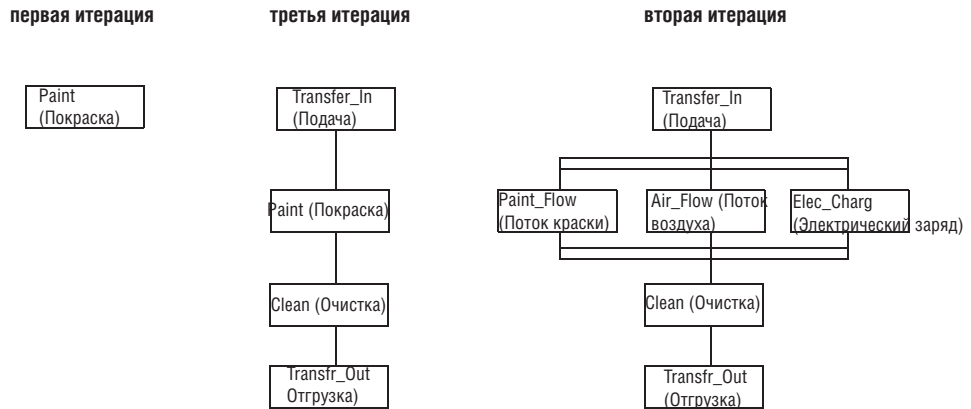 первая итерация
третья итерация
вторая итерация
Paint
(Покраска)
Transfer_In
(Подача)
Transfer_In
(Подача)
Paint (Покраска)
Paint_Flow
(Поток краски)
Air_Flow (Поток
воздуха)
Elec_Charg
(Электрический заряд)
Clean (Очистка)
Clean (Очистка)
Transfr_Out
Отгрузка)
Transfr_Out
(Отгрузка)